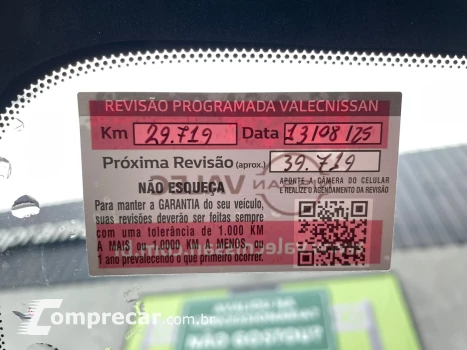 REVISÃO PROGRAMADA VALECNISSAN
Km 29.719 Data 13/08/25
Próxima Revisão (aprox.) 39.719
NÃO ESQUEÇA
APONTE A CÂMERA DO CELULAR
E REALIZE O AGENDAMENTO DA REVISÃO
Para manter a GARANTIA do seu veículo,
suas revisões deverão ser feitas sempre
com uma tolerância de 1.000 KM
A MAIS ou 1.0000 KM A MENOS, ou
1 ano prevalecendo o que primeiro ocorrer.
Comprecar.com.br